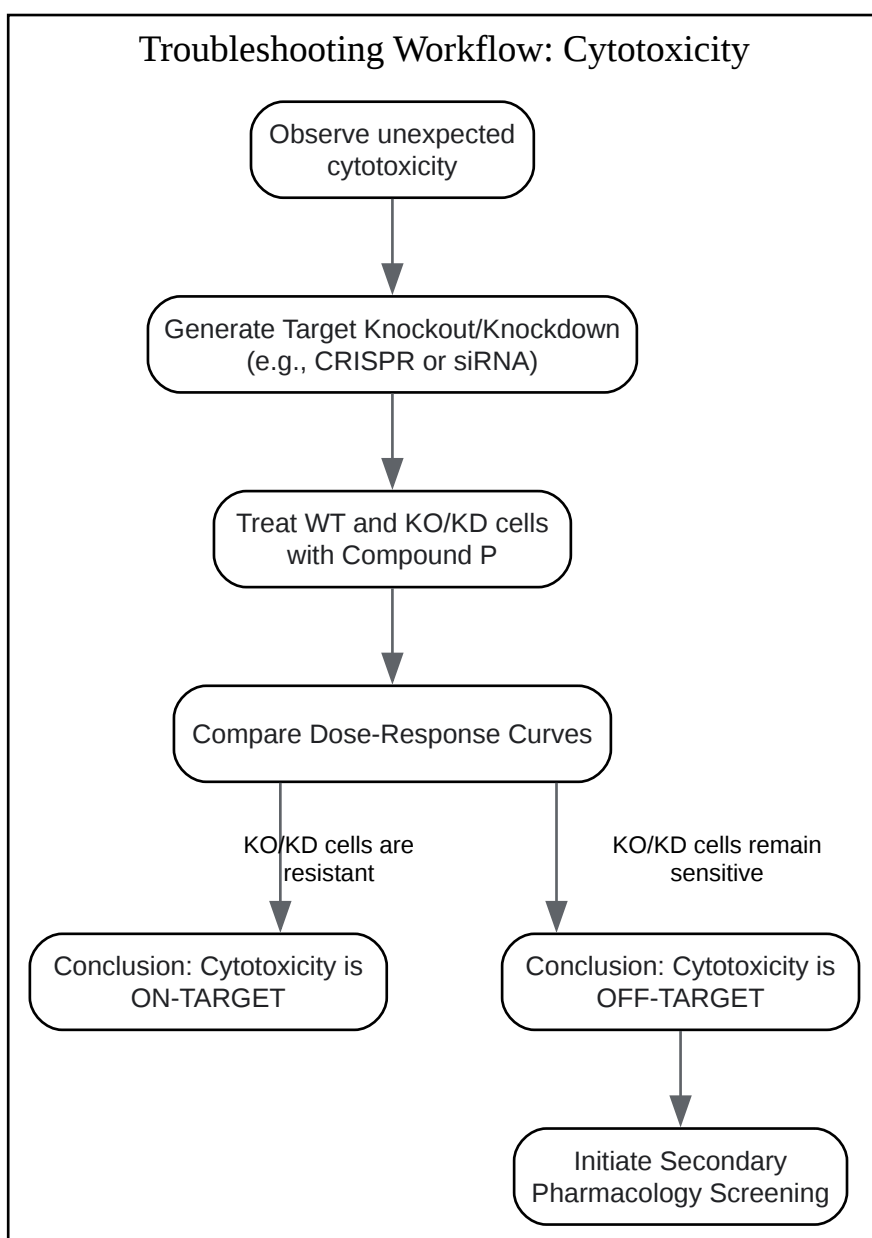 Troubleshooting Workflow: Cytotoxicity
Observe unexpected
cytotoxicity
Generate Target Knockout/Knockdown
(e.g., CRISPR or siRNA)
Treat WT and KO/KD cells
with Compound P
Compare Dose-Response Curves
KO/KD cells are
resistant
KO/KD cells remain
sensitive
Conclusion: Cytotoxicity is
ON-TARGET
Conclusion: Cytotoxicity is
OFF-TARGET
Initiate Secondary
Pharmacology Screening